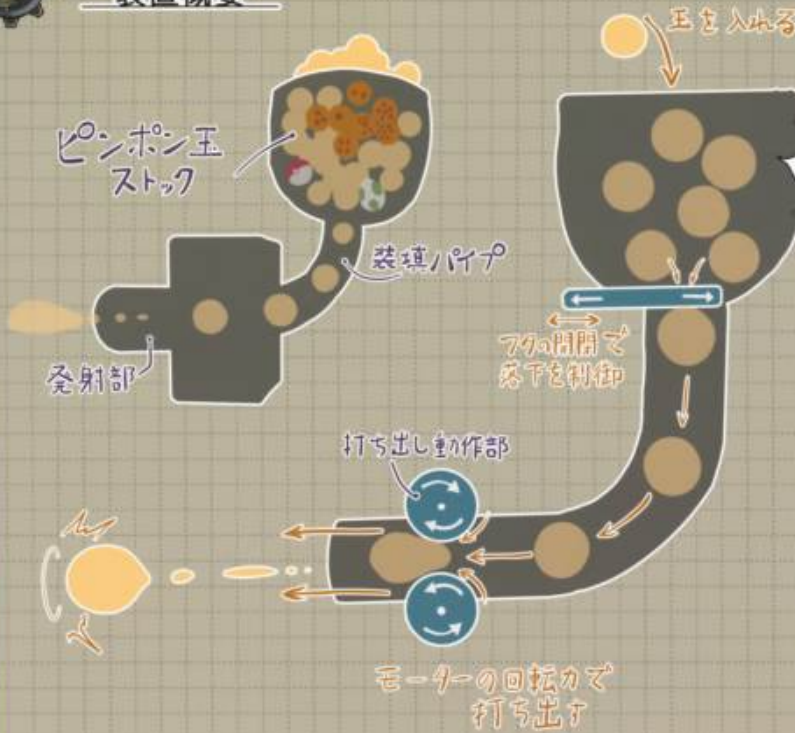 装置概要
玉を入れる
ピンポン玉
ストック
装填パイプ
発射部
フタの開閉で
落下を制御
打ち出し動作部
モーターの回転力で
打ち出す